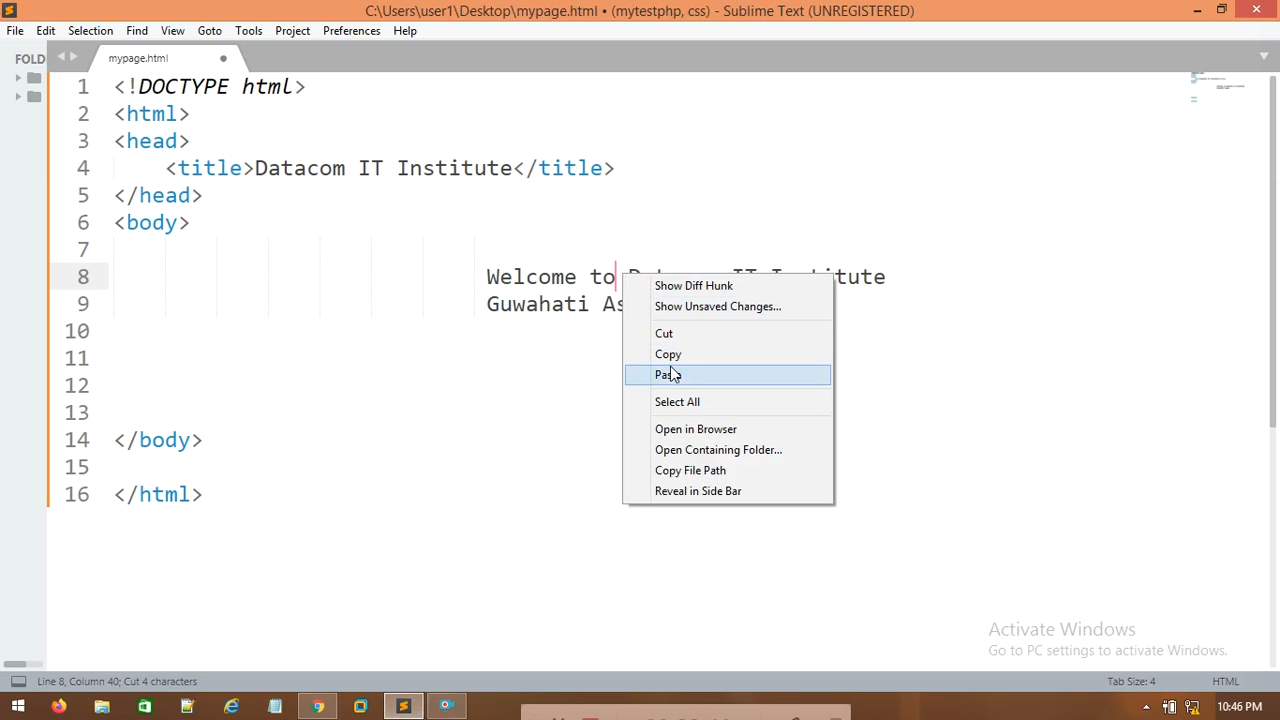 C:\Users\user1\Desktop\mypage.html • (mytestphp, css) - Sublime Text (UNREGISTERED)
File Edit Selection Find View Goto Tools Project Preferences Help
FOLD
mypage.html
1 <!DOCTYPE html>
2 <html>
3 <head>
4 <title>Datacom IT Institute</title>
5 </head>
6 <body>
7
8 Welcome to Datacom IT Institute
9 Guwahati As
10
11
12
13
14 </body>
15
16 </html>
Show Diff Hunk
Show Unsaved Changes...
Cut
Copy
Paste
Select All
Open in Browser
Open Containing Folder...
Copy File Path
Reveal in Side Bar
Activate Windows
Go to PC settings to activate Windows.
Line 8, Column 40; Cut 4 characters
Tab Size: 4
HTML
10:46 PM